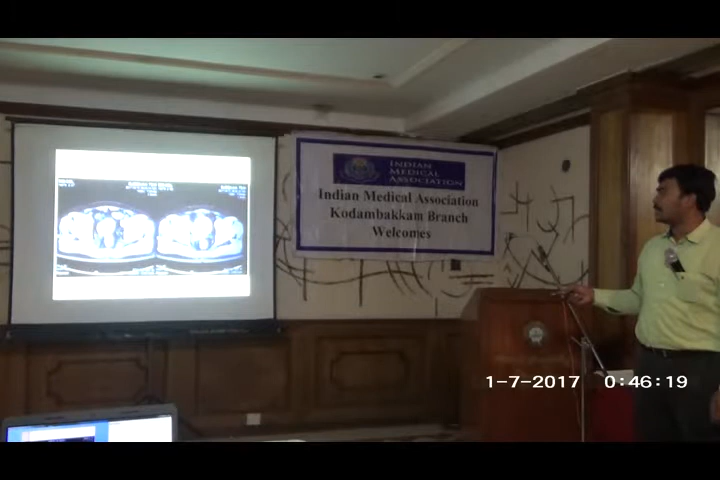 INDIAN
MEDICAL
ASSOCIATION
Indian Medical Association
Kodambakkam Branch
Welcomes
1-7-2017 0:46:19